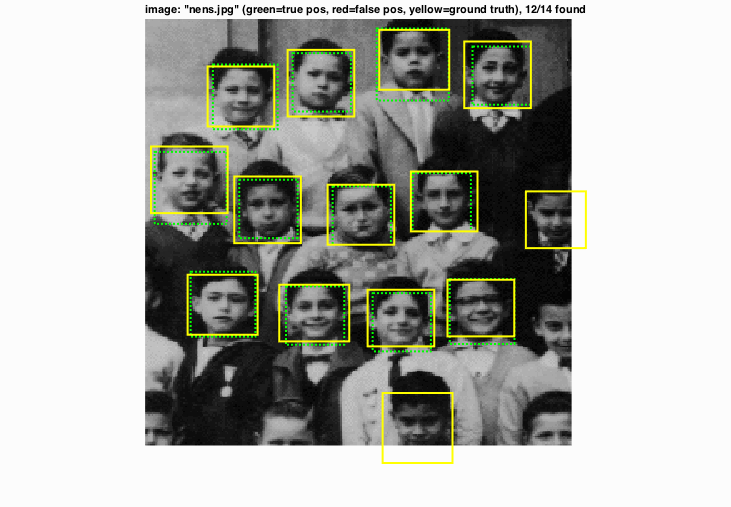 image: "nens.jpg" (green=true pos, red=false pos, yellow=ground truth), 12/14 found